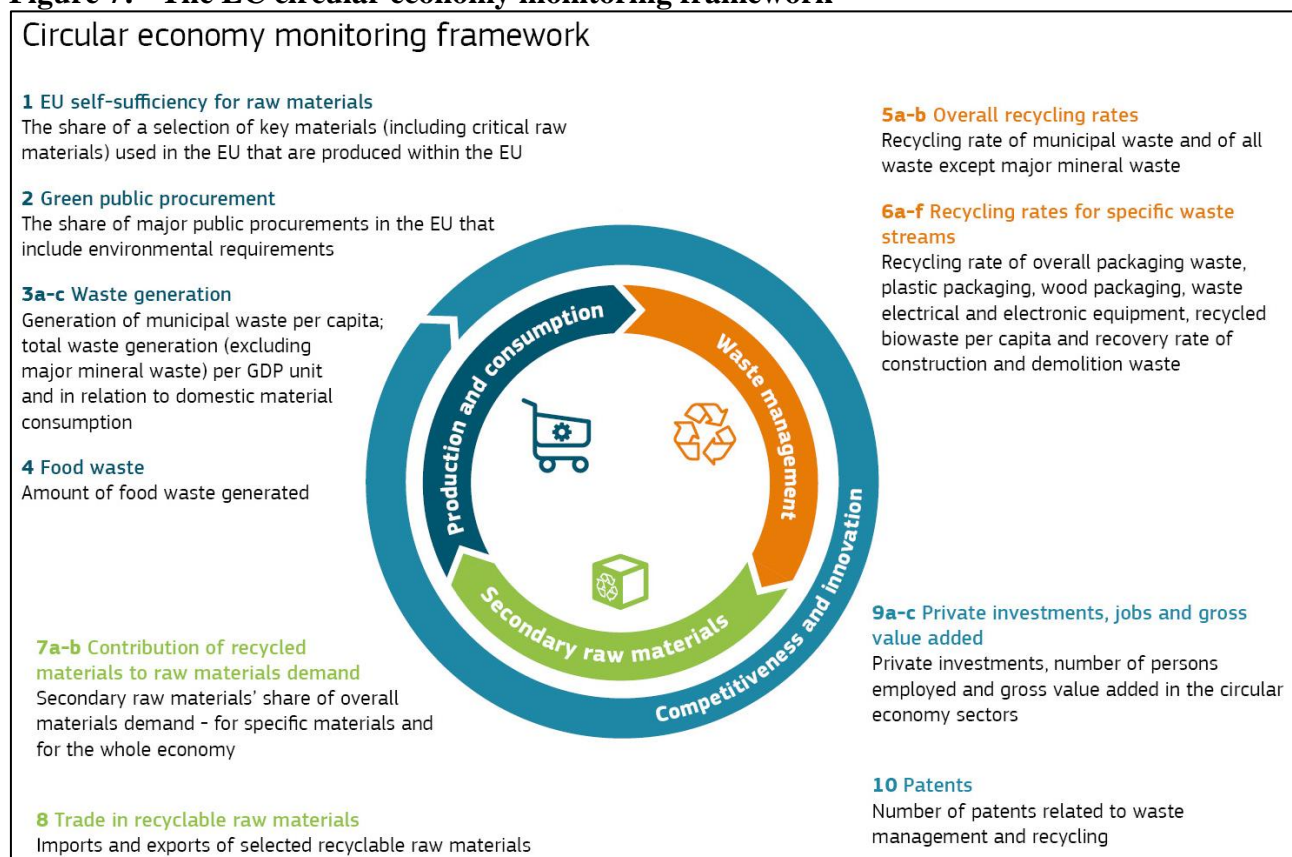 Figure 7. The EC circular economy monitoring framework
Circular economy monitoring framework
1 EU self-sufficiency for raw materials
The share of a selection of key materials (including critical raw
materials) used in the EU that are produced within the EU
2 Green public procurement
The share of major public procurements in the EU that
include environmental requirements
3a-c Waste generation
Generation of municipal waste per capita;
total waste generation (excluding
major mineral waste) per GDP unit
and in relation to domestic material
consumption
4 Food waste
Amount of food waste generated
5a-b Overall recycling rates
Recycling rate of municipal waste and of all
waste except major mineral waste
6a-f Recycling rates for specific waste
streams
Recycling rate of overall packaging waste,
plastic packaging, wood packaging, waste
electrical and electronic equipment, recycled
biowaste per capita and recovery rate of
construction and demolition waste
Production and consumption
Waste management
Secondary raw materials
Competitiveness and innovation
7a-b Contribution of recycled
materials to raw materials demand
Secondary raw materials' share of overall
materials demand - for specific materials and
for the whole economy
8 Trade in recyclable raw materials
Imports and exports of selected recyclable raw materials
9a-c Private investments, jobs and gross
value added
Private investments, number of persons
employed and gross value added in the circular
economy sectors
10 Patents
Number of patents related to waste
management and recycling